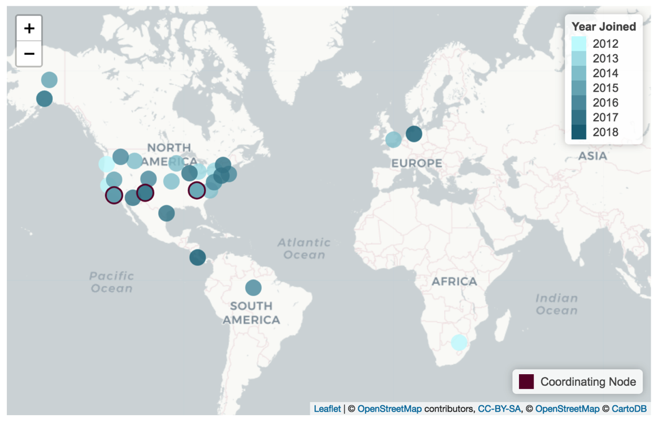 +
−
Year Joined
2012
2013
2014
2015
2016
2017
2018
NORTH
AMERICA
EUROPE
ASIA
Atlantic
Ocean
Pacific
Ocean
AFRICA
Indian
Ocean
SOUTH
AMERICA
Coordinating Node
Leaflet | © OpenStreetMap contributors, CC-BY-SA, © OpenStreetMap © CartoDB